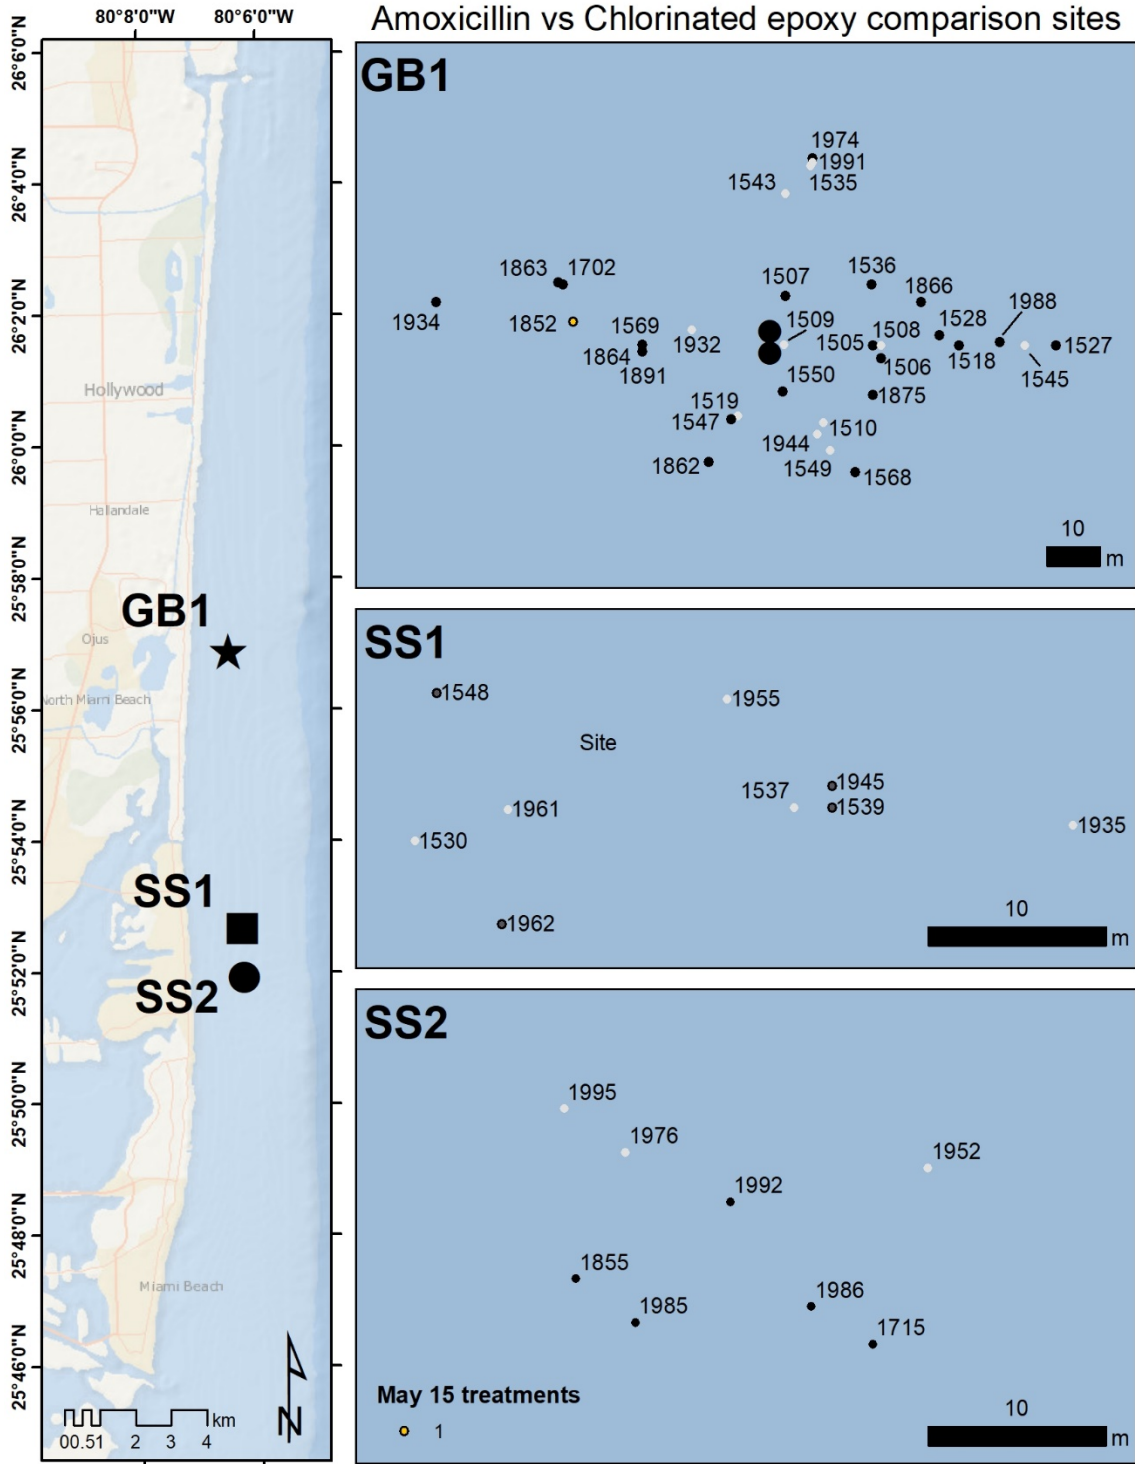 Amoxicillin vs Chlorinated epoxy comparison sites
80°8'0"W
80°6'0"W
26°6'0"N
26°4'0"N
26°2'0"N
26°0'0"N
25°58'0"N
25°56'0"N
25°54'0"N
25°52'0"N
25°50'0"N
25°48'0"N
25°46'0"N
Hollywood
Hallandale
GB1
Ojus
North Miami Beach
SS1
SS2
Miami Beach
N
km
00.51 2 3 4
GB1
1974
1991
1535
1543
1863
1702
1934
1852
1507
1536
1866
1988
1528
1569
1932
1509
1508
1505
1864
1891
1506
1518
1527
1545
1550
1875
1519
1547
1510
1944
1549
1862
1568
10
m
SS1
1548
1955
Site
1945
1537
1539
1961
1935
1530
1962
10
m
SS2
1995
1976
1952
1992
1855
1985
1986
1715
May 15 treatments
1
10
m